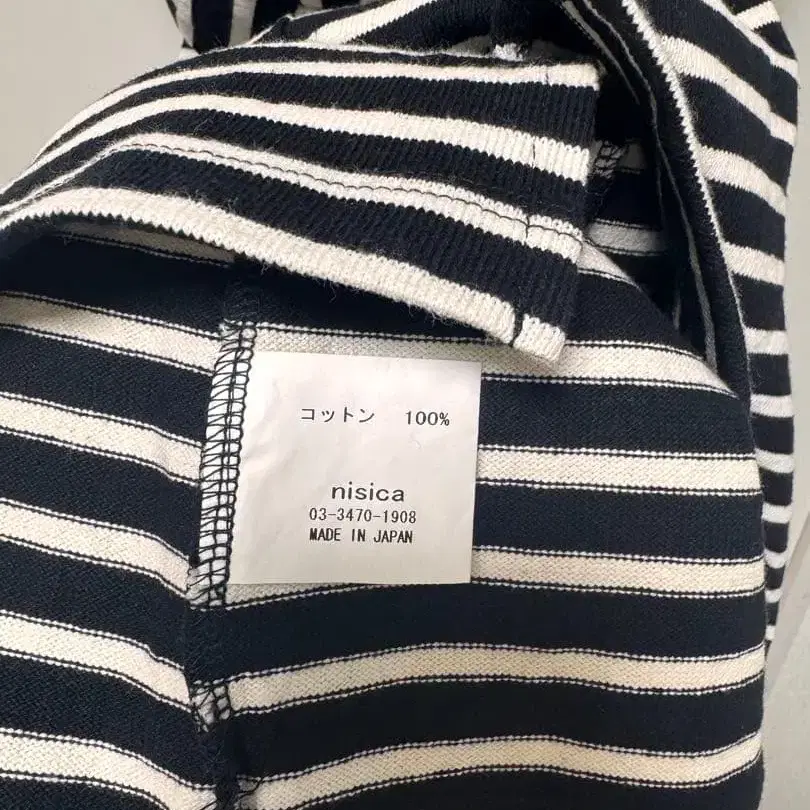 コットン 100%
nisica
03-3470-1908
MADE IN JAPAN